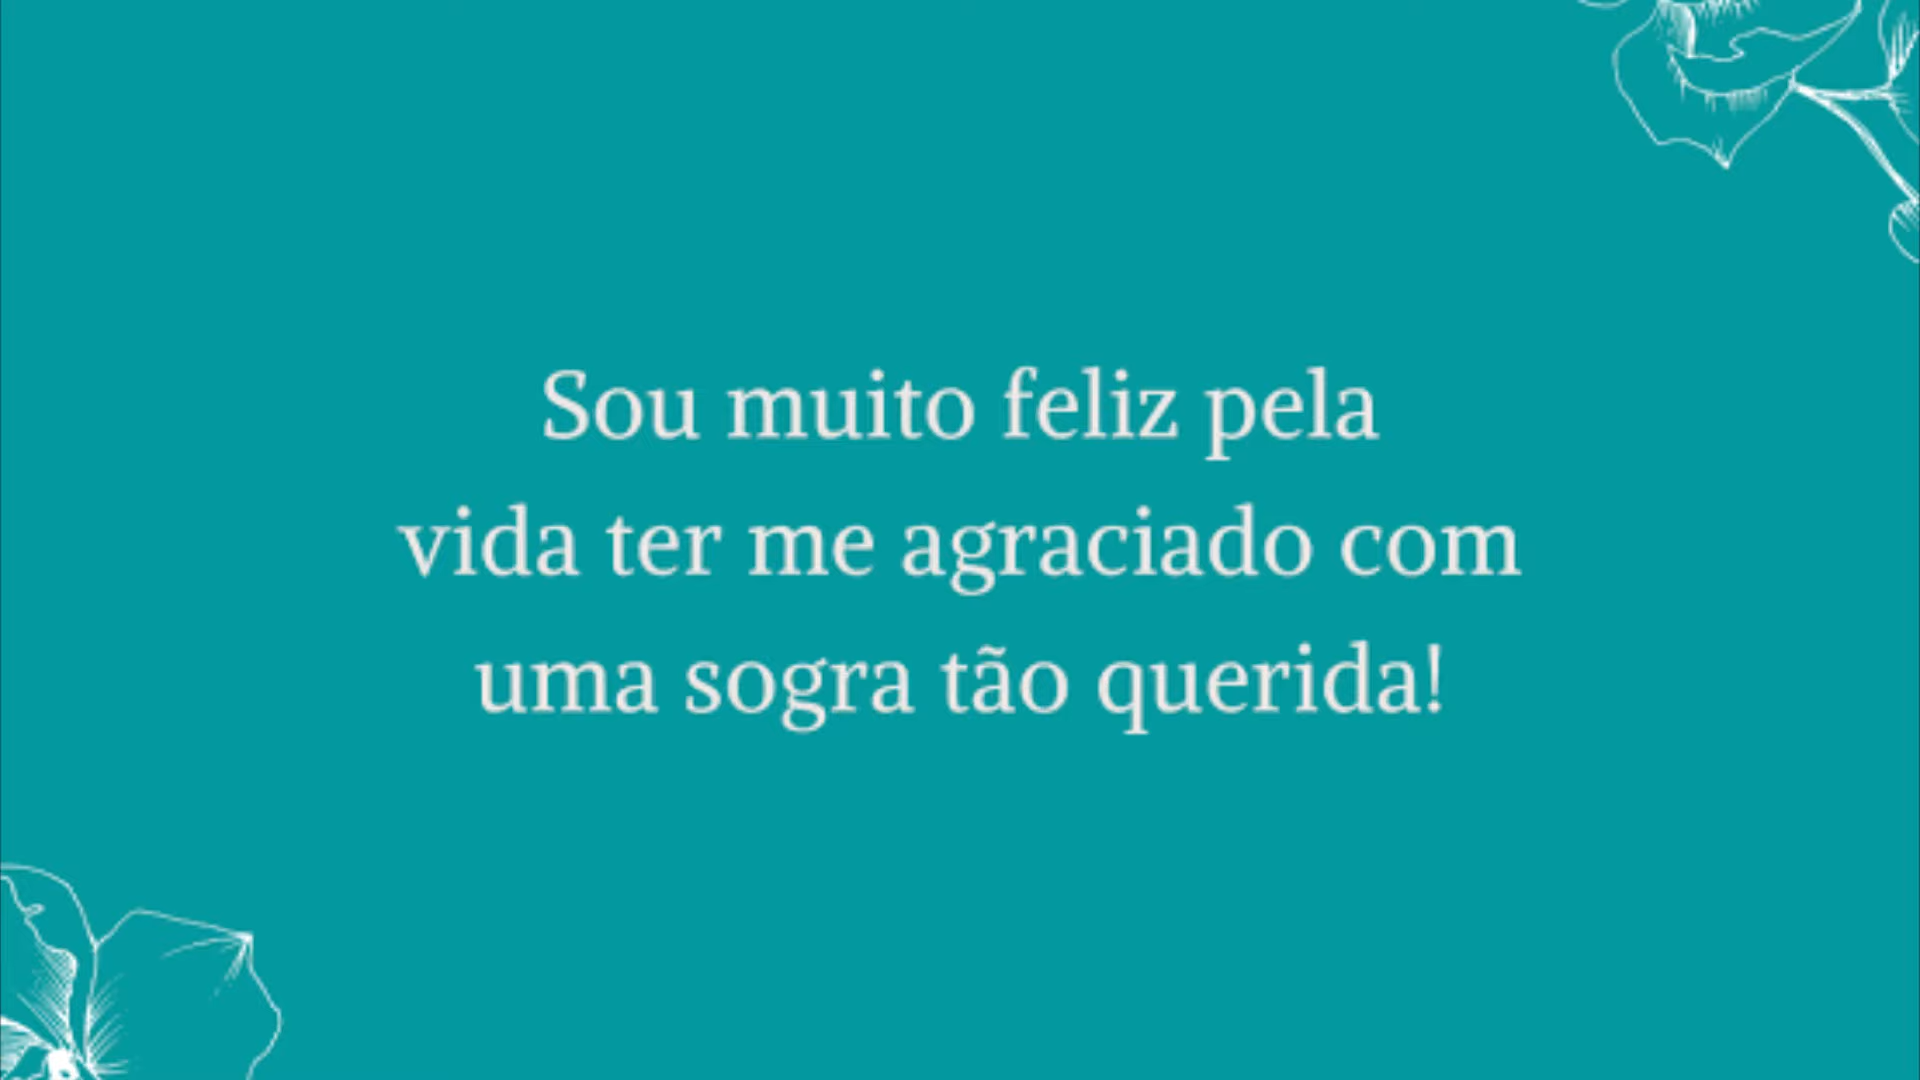 Sou muito feliz pela
vida ter me agraciado com
uma sogra tão querida!